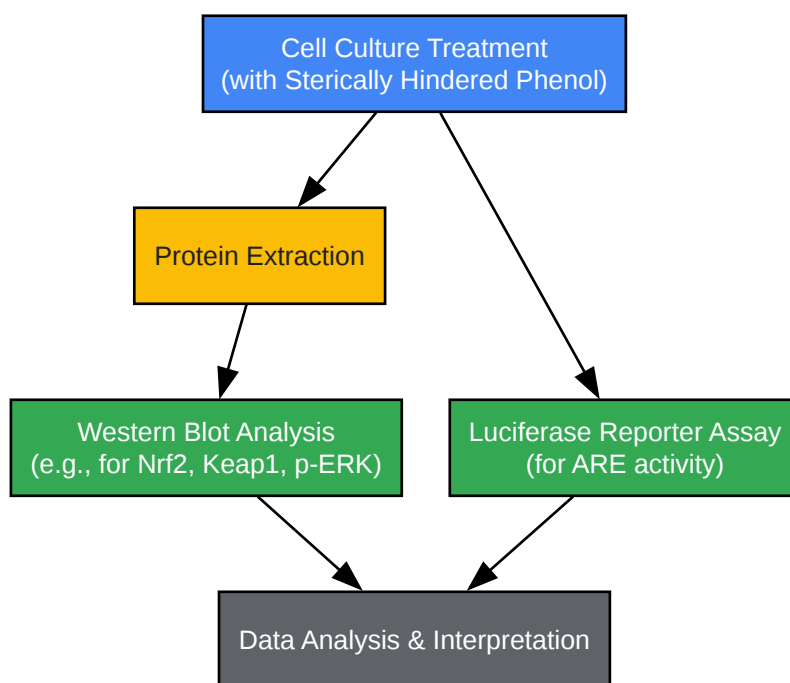 Cell Culture Treatment
(with Sterically Hindered Phenol)
Protein Extraction
Western Blot Analysis
(e.g., for Nrf2, Keap1, p-ERK)
Luciferase Reporter Assay
(for ARE activity)
Data Analysis & Interpretation